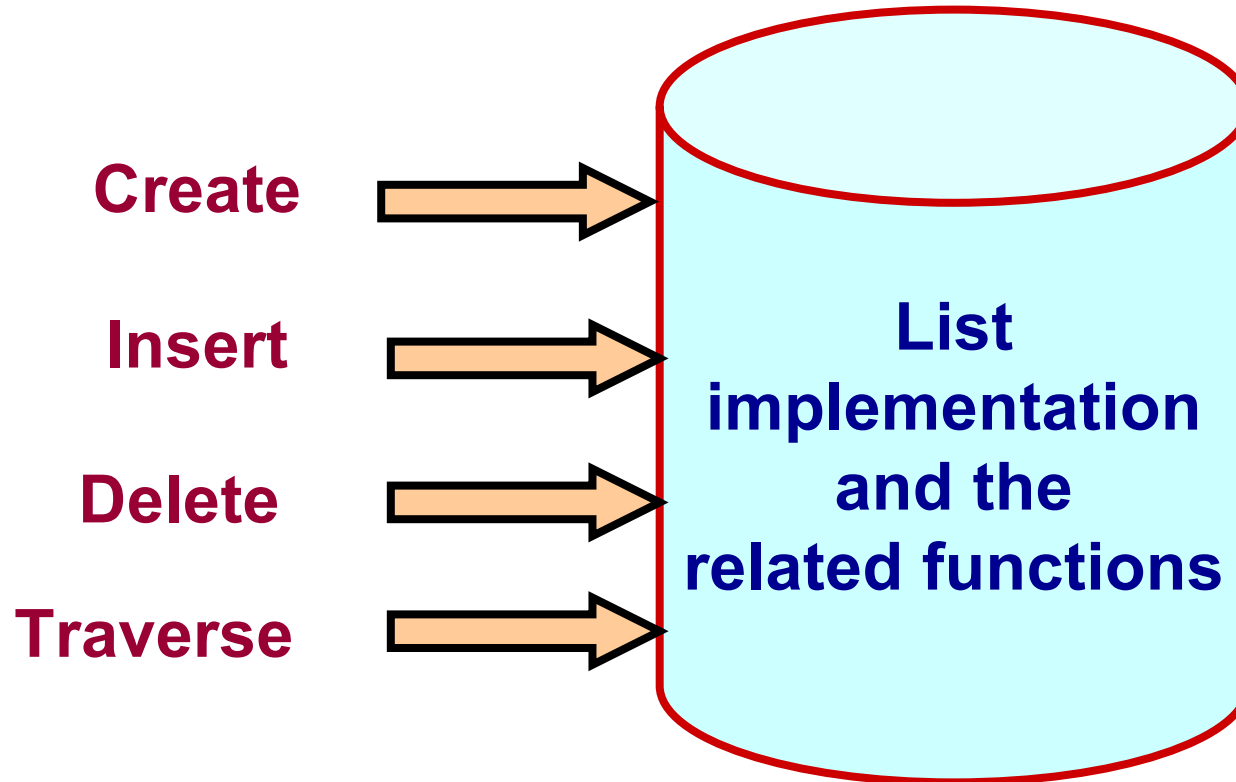 Create
Insert
Delete
Traverse
List
implementation
and the
related functions